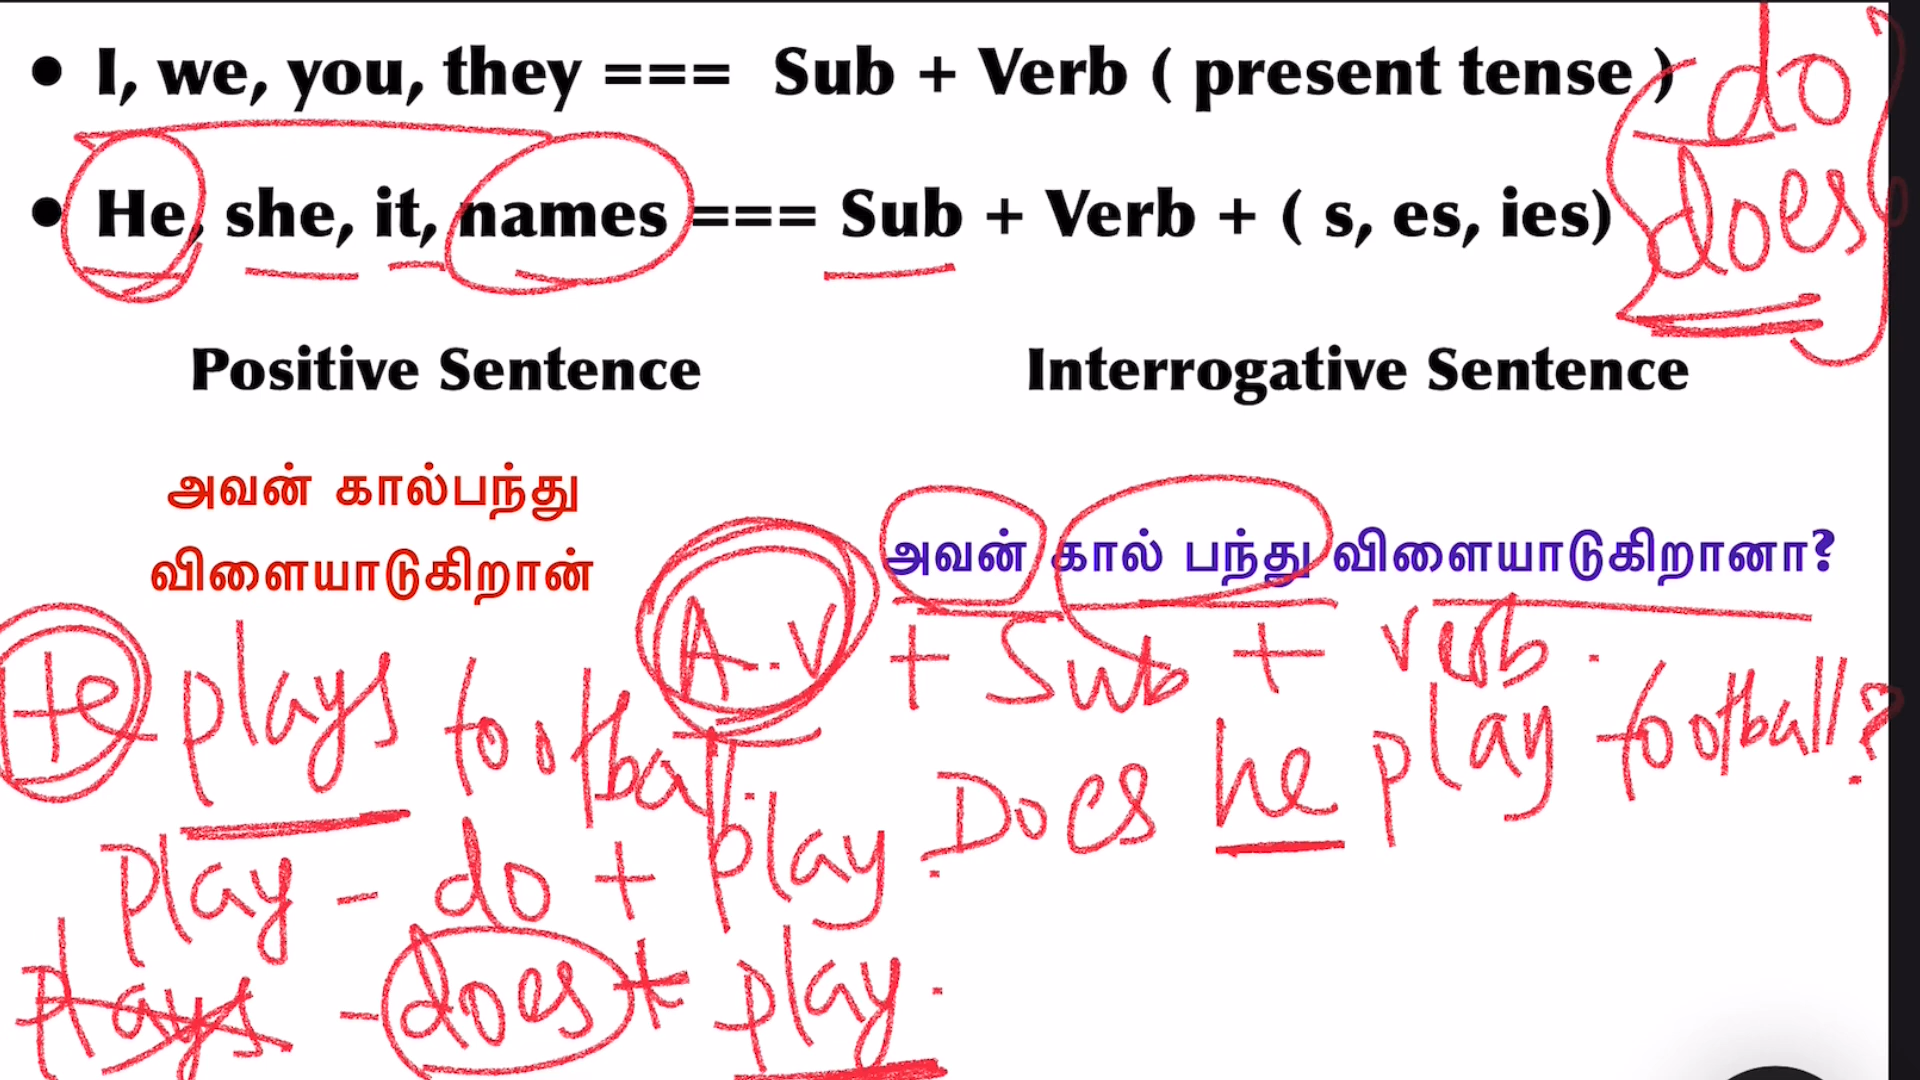 • I, we, you, they === Sub + Verb ( present tense )
do
• He, she, it, names === Sub + Verb + ( s, es, ies)
does
Positive Sentence
Interrogative Sentence
அவன் கால்பந்து
விளையாடுகிறான்
அவன் கால் பந்து விளையாடுகிறானா?
A.V + Sub + verb.
He plays football.
Does he play football?
play - do + play.
plays - does + play.